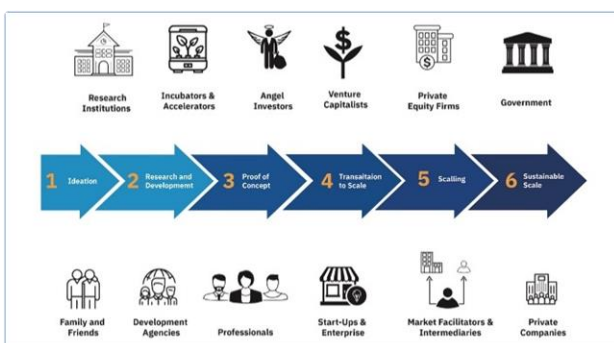 Research
Institutions
Incubators &
Accelerators
Angel
Investors
Venture
Capitalists
Private
Equity Firms
Government
1 Ideation
2 Research and
Development
3 Proof of
Concept
4 Transaitaion
to Scale
5 Scalling
6 Sustainable
Scale
Family and
Friends
Development
Agencies
Professionals
Start-Ups &
Enterprise
Market Facilitators &
Intermediaries
Private
Companies